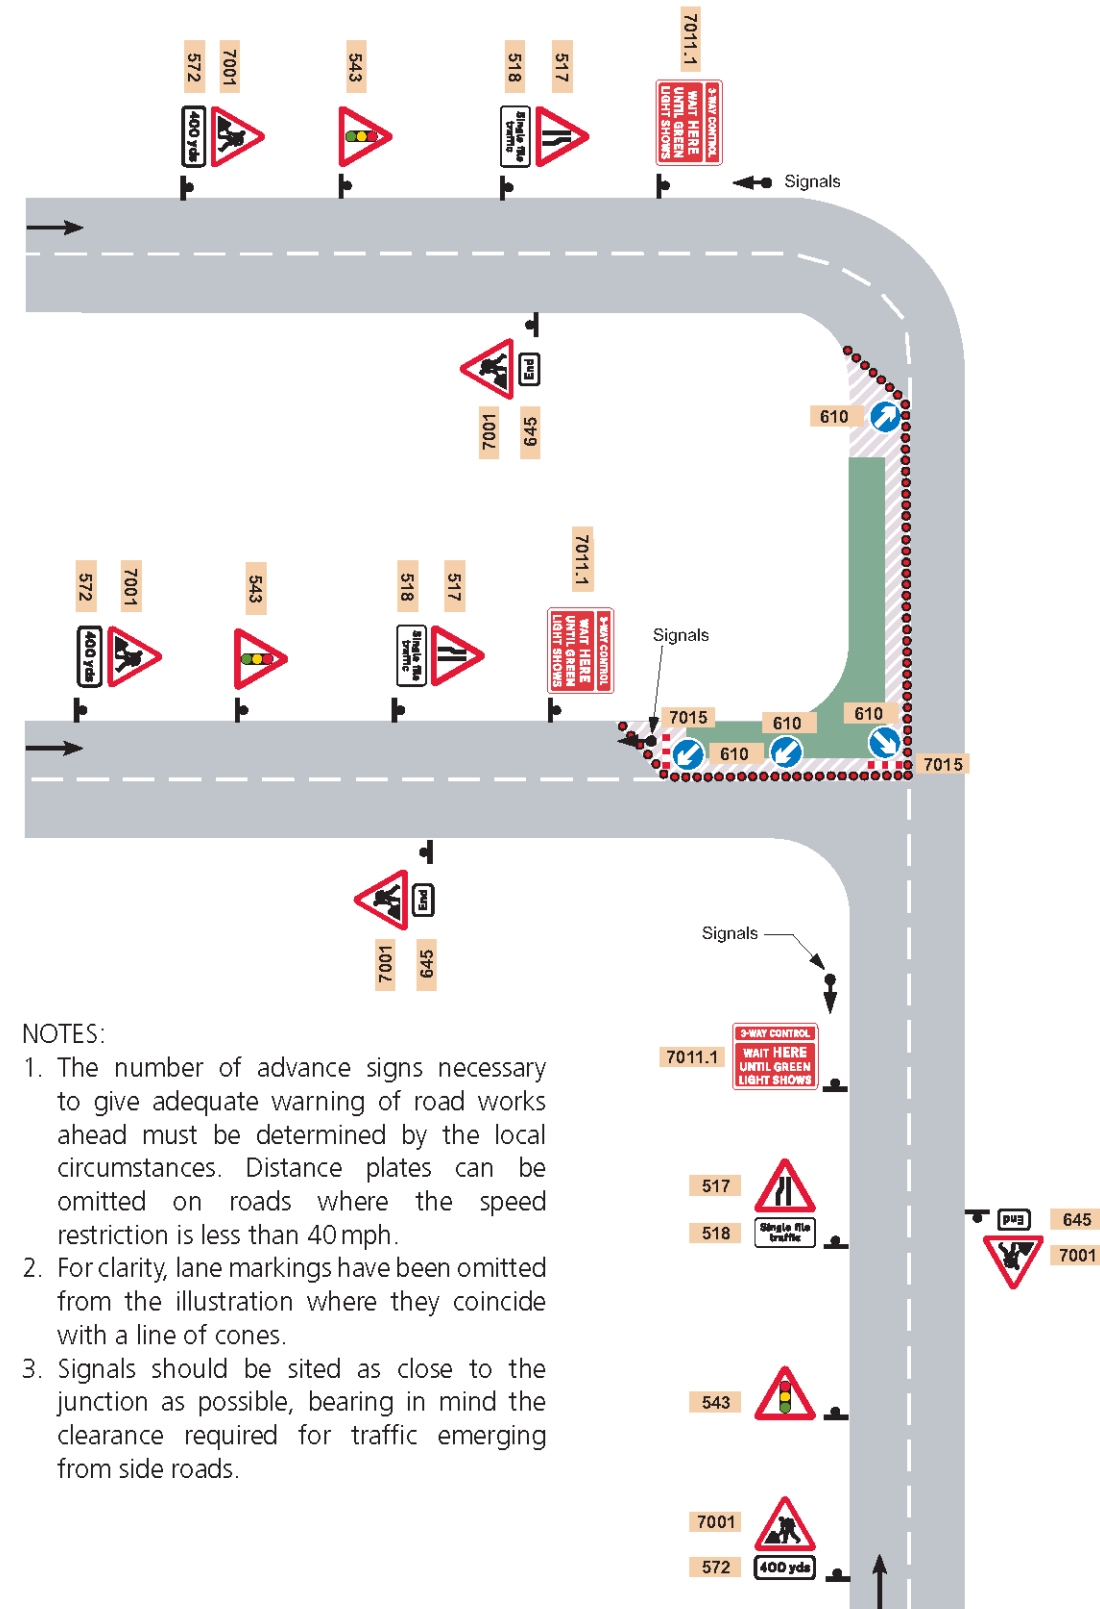 572
7001
543
518
517
7011.1
400 yds
Single file
traffic
3-WAY CONTROL
WAIT HERE
UNTIL GREEN
LIGHT SHOWS
Signals
End
7001
645
610
572
7001
543
518
517
7011.1
400 yds
Single file
traffic
3-WAY CONTROL
WAIT HERE
UNTIL GREEN
LIGHT SHOWS
Signals
7015
610
610
610
7015
End
7001
645
Signals
7011.1
3-WAY CONTROL
WAIT HERE
UNTIL GREEN
LIGHT SHOWS
517
518
Single file
traffic
End
645
7001
543
7001
572
400 yds
NOTES:
1. The number of advance signs necessary
to give adequate warning of road works
ahead must be determined by the local
circumstances. Distance plates can be
omitted on roads where the speed
restriction is less than 40 mph.
2. For clarity, lane markings have been omitted
from the illustration where they coincide
with a line of cones.
3. Signals should be sited as close to the
junction as possible, bearing in mind the
clearance required for traffic emerging
from side roads.